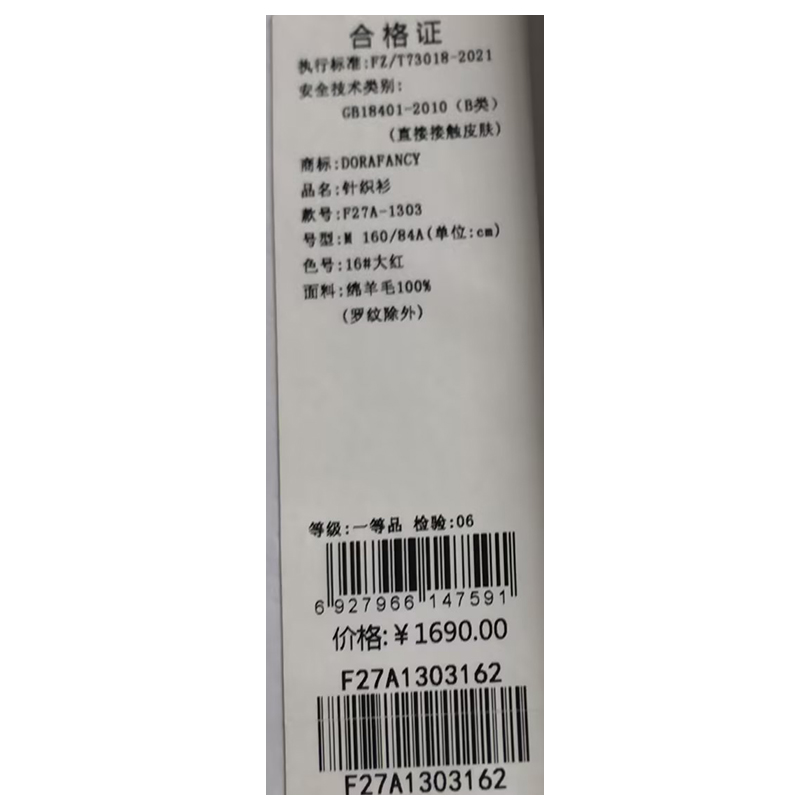 合格证
执行标准:FZ/T73018-2021
安全技术类别:
GB18401-2010（B类）
(直接接触皮肤)
商标:DORAFANCY
品名:针织衫
款号:F27A-1303
号型:M 160/84A(单位:cm)
色号:16#大红
面料:绵羊毛100%
(罗纹除外)
等级:一等品 检验:06
6 927966 147591
价格:¥1690.00
F27A1303162
F27A1303162